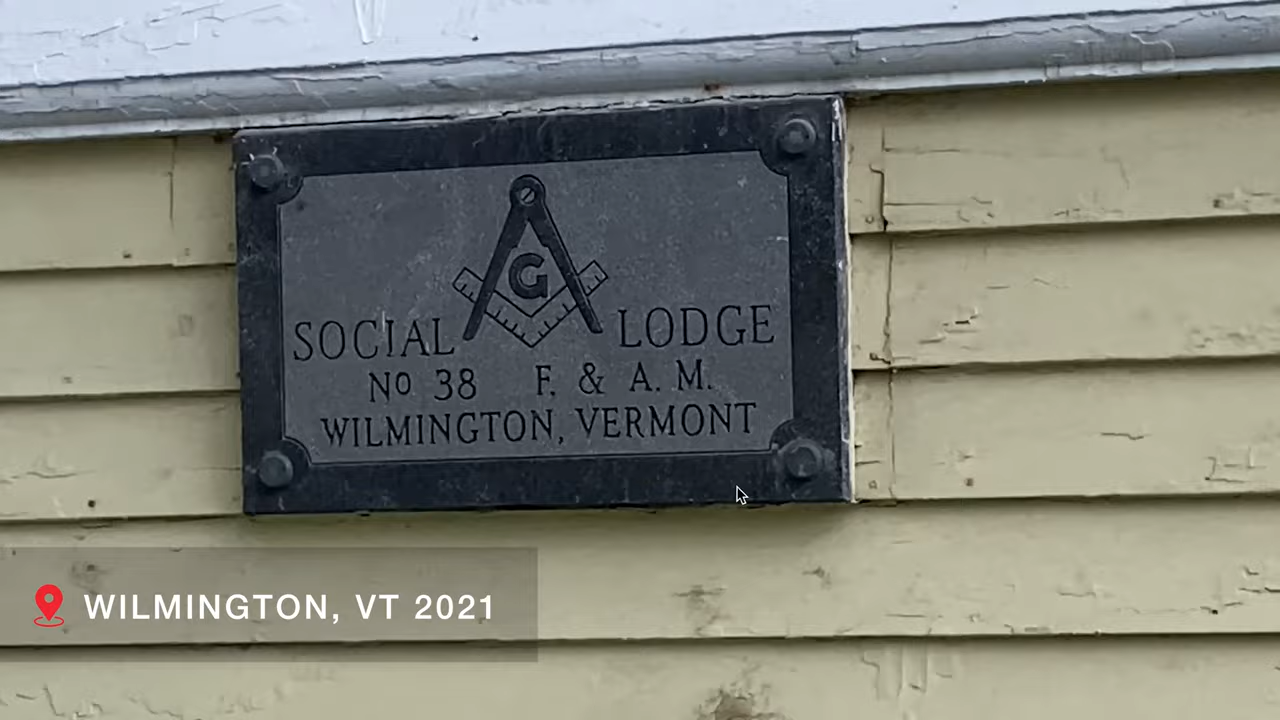 G
SOCIAL LODGE
No 38 F. & A. M.
WILMINGTON, VERMONT
WILMINGTON, VT 2021